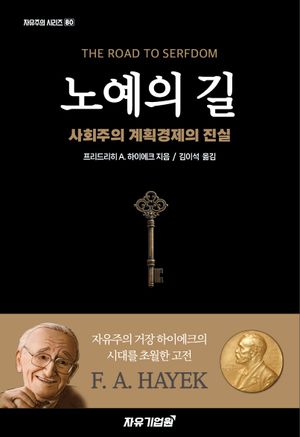 자유주의 시리즈 60
THE ROAD TO SERFDOM
노예의 길
사회주의 계획경제의 진실
프리드리히 A. 하이에크 지음 / 김이석 옮김
자유주의 거장 하이에크의
시대를 초월한 고전
F. A. HAYEK
자유기업원